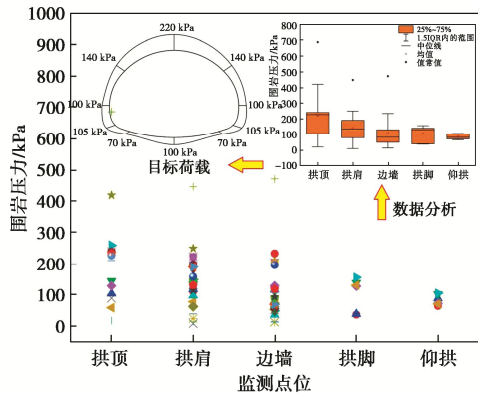 1000
900
800
700
600
500
400
300
200
100
0
围岩压力/kPa
220 kPa
140 kPa
140 kPa
100 kPa
100 kPa
105 kPa
105 kPa
70 kPa
70 kPa
100 kPa
目标荷载
800
700
600
500
400
300
200
100
0
-100
围岩压力/kPa
25%~75%
1.5IQR内的范围
中位线
均值
值常值
拱顶
拱肩
边墙
拱脚
仰拱
数据分析
拱顶
拱肩
边墙
拱脚
仰拱
监测点位